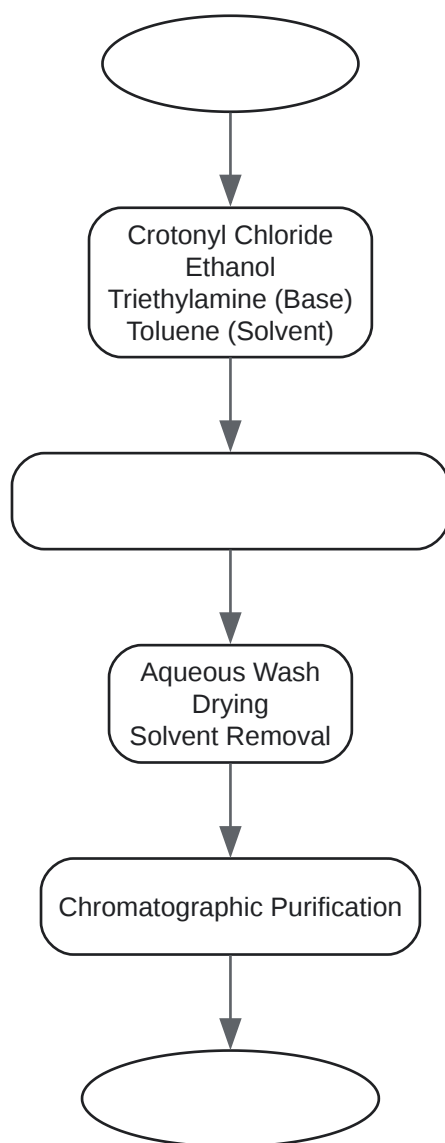 Crotonyl Chloride
Ethanol
Triethylamine (Base)
Toluene (Solvent)
Aqueous Wash
Drying
Solvent Removal
Chromatographic Purification